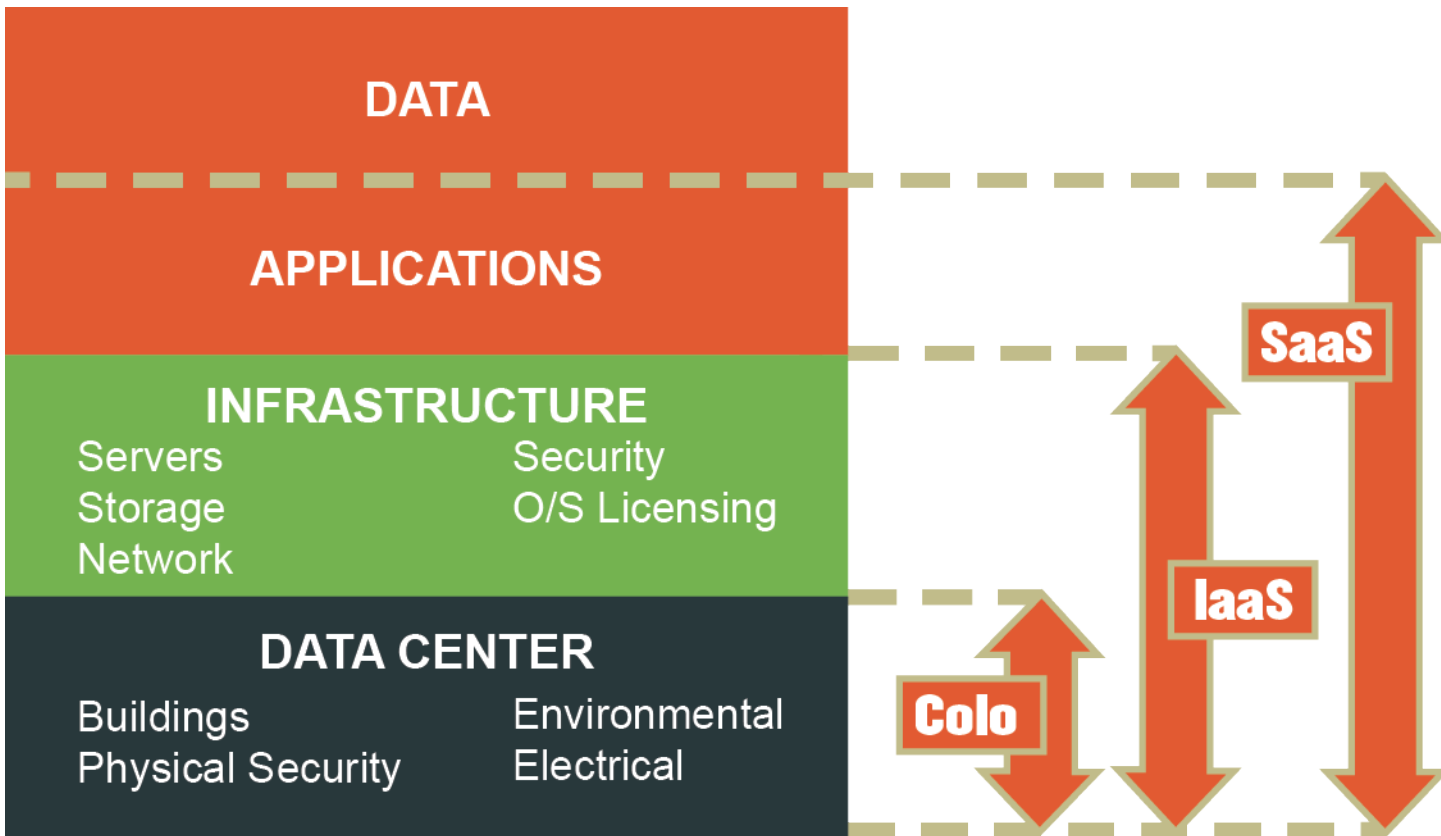 DATA
APPLICATIONS
SaaS
INFRASTRUCTURE
Servers
Security
Storage
O/S Licensing
Network
IaaS
DATA CENTER
Buildings
Environmental
Physical Security
Electrical
Colo